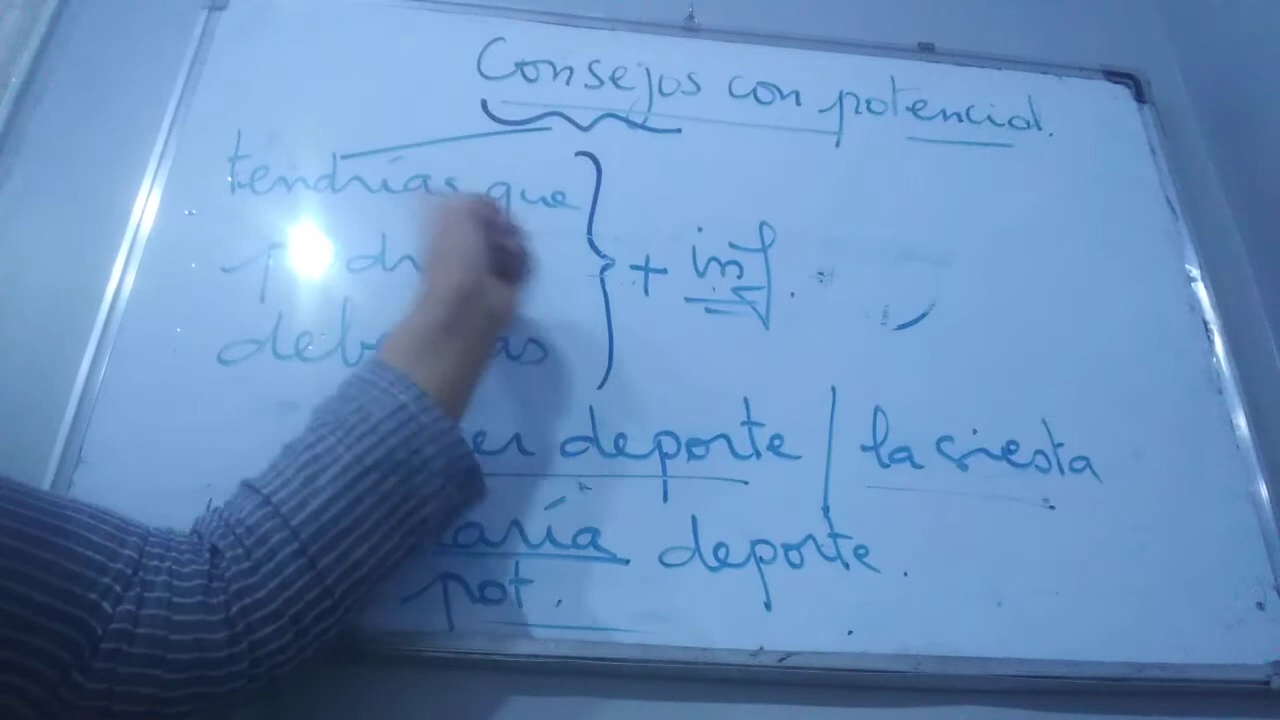 Consejos con potencial.
tendrías que
+ inf.
deporte / la siesta
deporte.
pot.